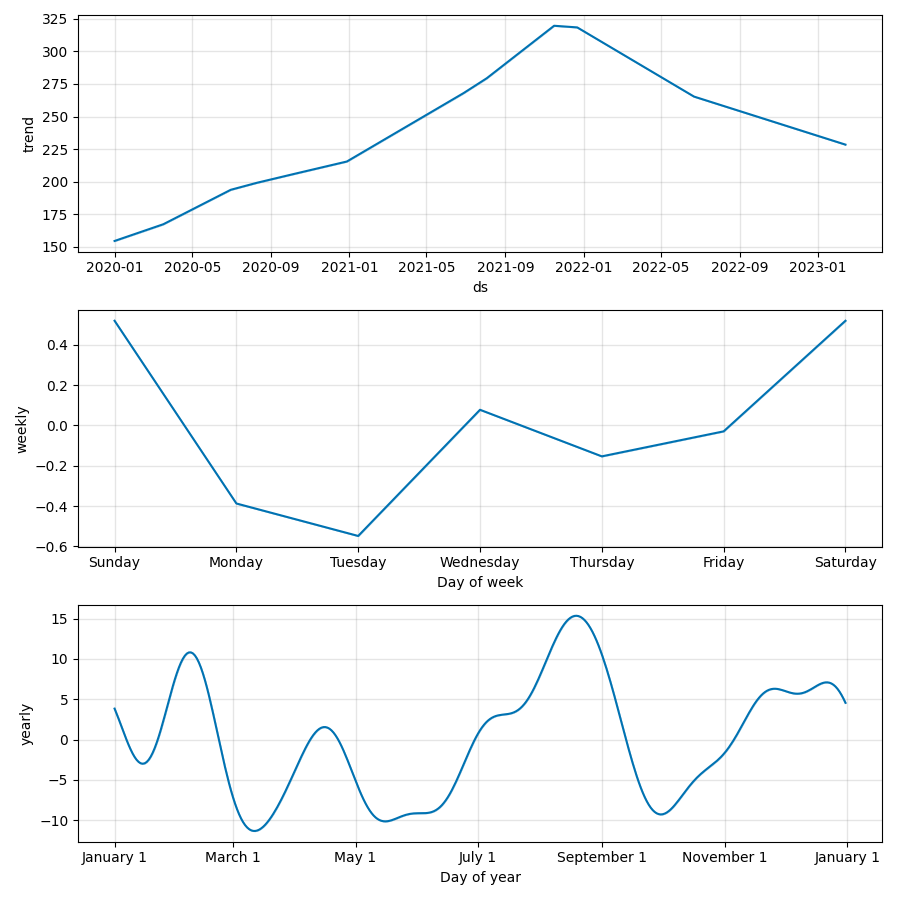 325
300
275
250
225
200
175
150
trend
2020-01 2020-05 2020-09 2021-01 2021-05 2021-09 2022-01 2022-05 2022-09 2023-01
ds
0.4
0.2
0.0
−0.2
−0.4
−0.6
weekly
Sunday Monday Tuesday Wednesday Thursday Friday Saturday
Day of week
15
10
5
0
−5
−10
yearly
January 1 March 1 May 1 July 1 September 1 November 1 January 1
Day of year